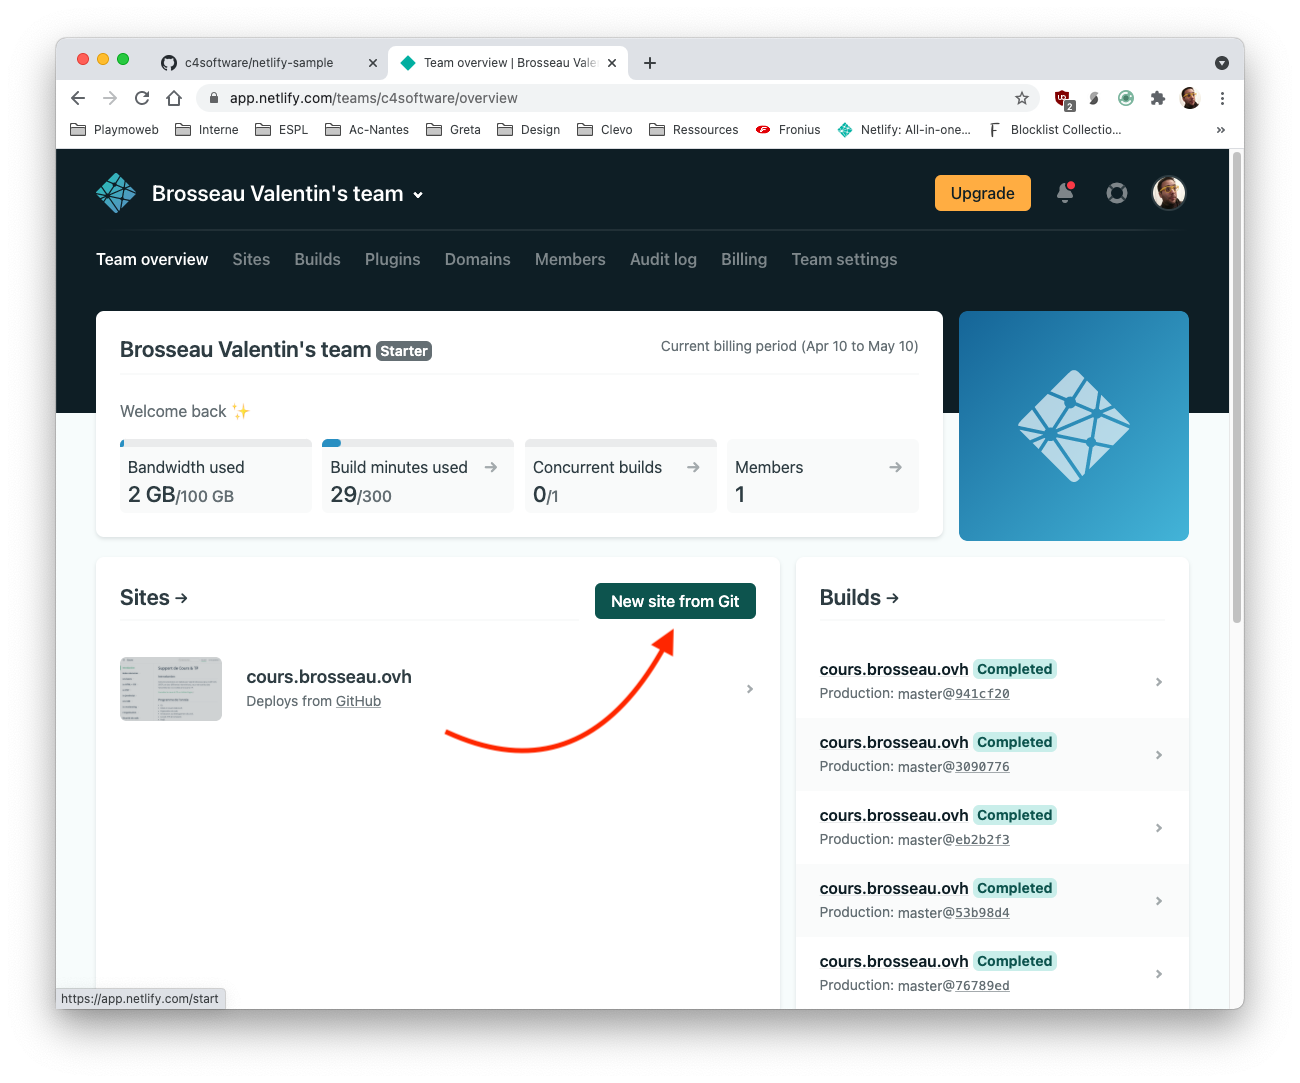 c4software/netlify-sample
Team overview | Brosseau Vale
app.netlify.com/teams/c4software/overview
2
Playmoweb Interne ESPL Ac-Nantes Greta Design Clevo Ressources Fronius Netlify: All-in-one... Blocklist Collectio... »
Brosseau Valentin's team
Upgrade
Team overview Sites Builds Plugins Domains Members Audit log Billing Team settings
Brosseau Valentin's team Starter
Current billing period (Apr 10 to May 10)
Welcome back ✨
Bandwidth used
2 GB/100 GB
Build minutes used →
29/300
Concurrent builds →
0/1
Members →
1
Sites →
New site from Git
cours.brosseau.ovh
Deploys from GitHub
Builds →
cours.brosseau.ovh Completed
Production: master@941cf20
cours.brosseau.ovh Completed
Production: master@3090776
cours.brosseau.ovh Completed
Production: master@eb2b2f3
cours.brosseau.ovh Completed
Production: master@53b98d4
cours.brosseau.ovh Completed
Production: master@76789ed
https://app.netlify.com/start